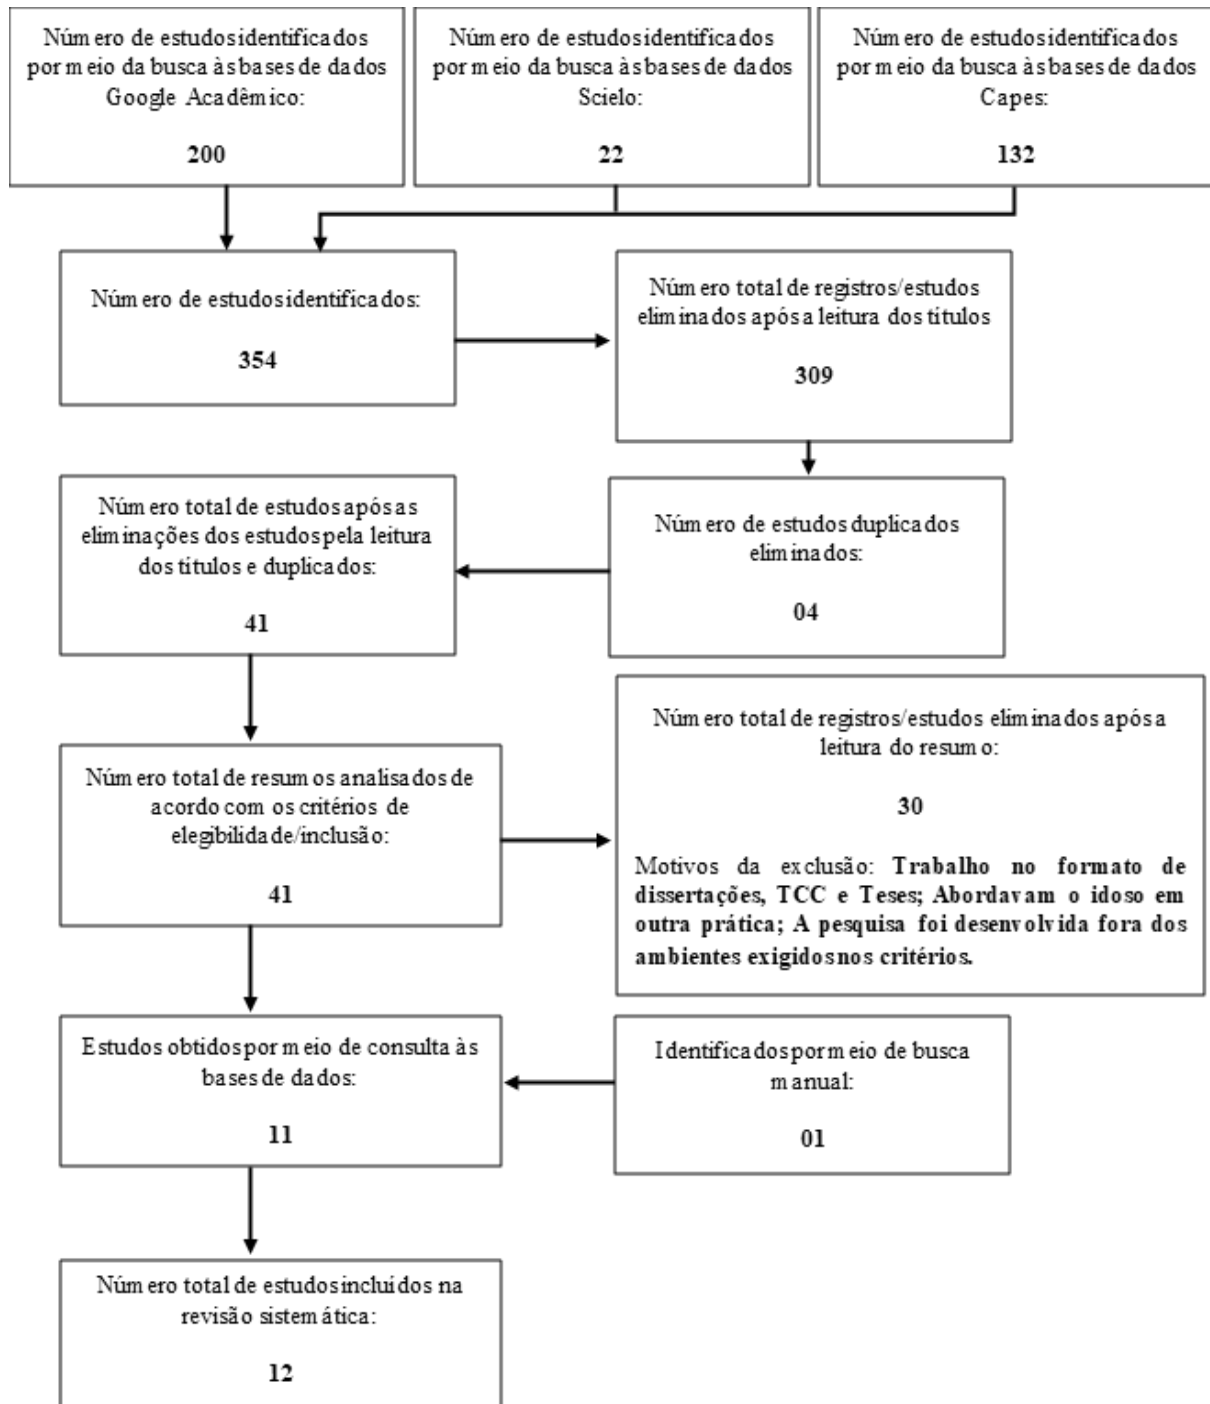 Número de estudos identificados
por meio da busca às bases de dados
Google Acadêmico:
200
Número de estudos identificados
por meio da busca às bases de dados
Scielo:
22
Número de estudos identificados
por meio da busca às bases de dados
Capes:
132
Número de estudos identificados:
354
Número total de registros/estudos
eliminados após a leitura dos títulos
309
Número total de estudos após as
eliminações dos estudos pela leitura
dos títulos e duplicados:
41
Número de estudos duplicados
eliminados:
04
Número total de resumos analisados de
acordo com os critérios de
elegibilidade/inclusão:
41
Número total de registros/estudos eliminados após a
leitura do resumo:
30
Motivos da exclusão: Trabalho no formato de
dissertações, TCC e Teses; Abordavam o idoso em
outra prática; A pesquisa foi desenvolvida fora dos
ambientes exigidos nos critérios.
Estudos obtidos por meio de consulta às
bases de dados:
11
Identificados por meio de busca
manual:
01
Número total de estudos incluídos na
revisão sistemática:
12